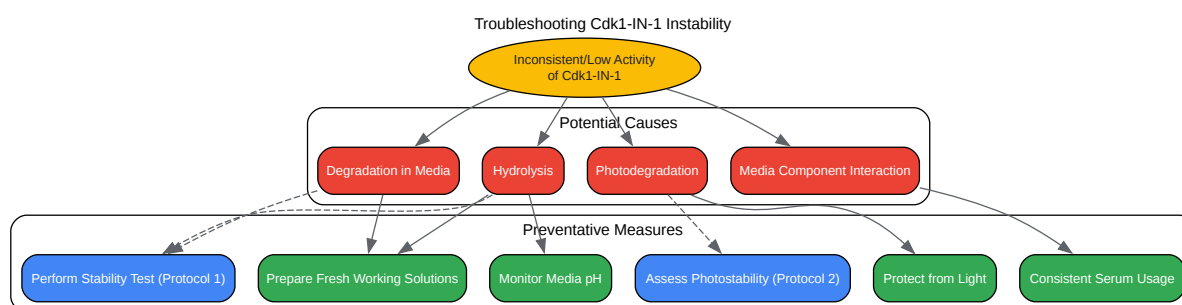 Troubleshooting Cdk1-IN-1 Instability
Inconsistent/Low Activity
of Cdk1-IN-1
Potential Causes
Degradation in Media
Hydrolysis
Photodegradation
Media Component Interaction
Preventative Measures
Perform Stability Test (Protocol 1)
Prepare Fresh Working Solutions
Monitor Media pH
Assess Photostability (Protocol 2)
Protect from Light
Consistent Serum Usage